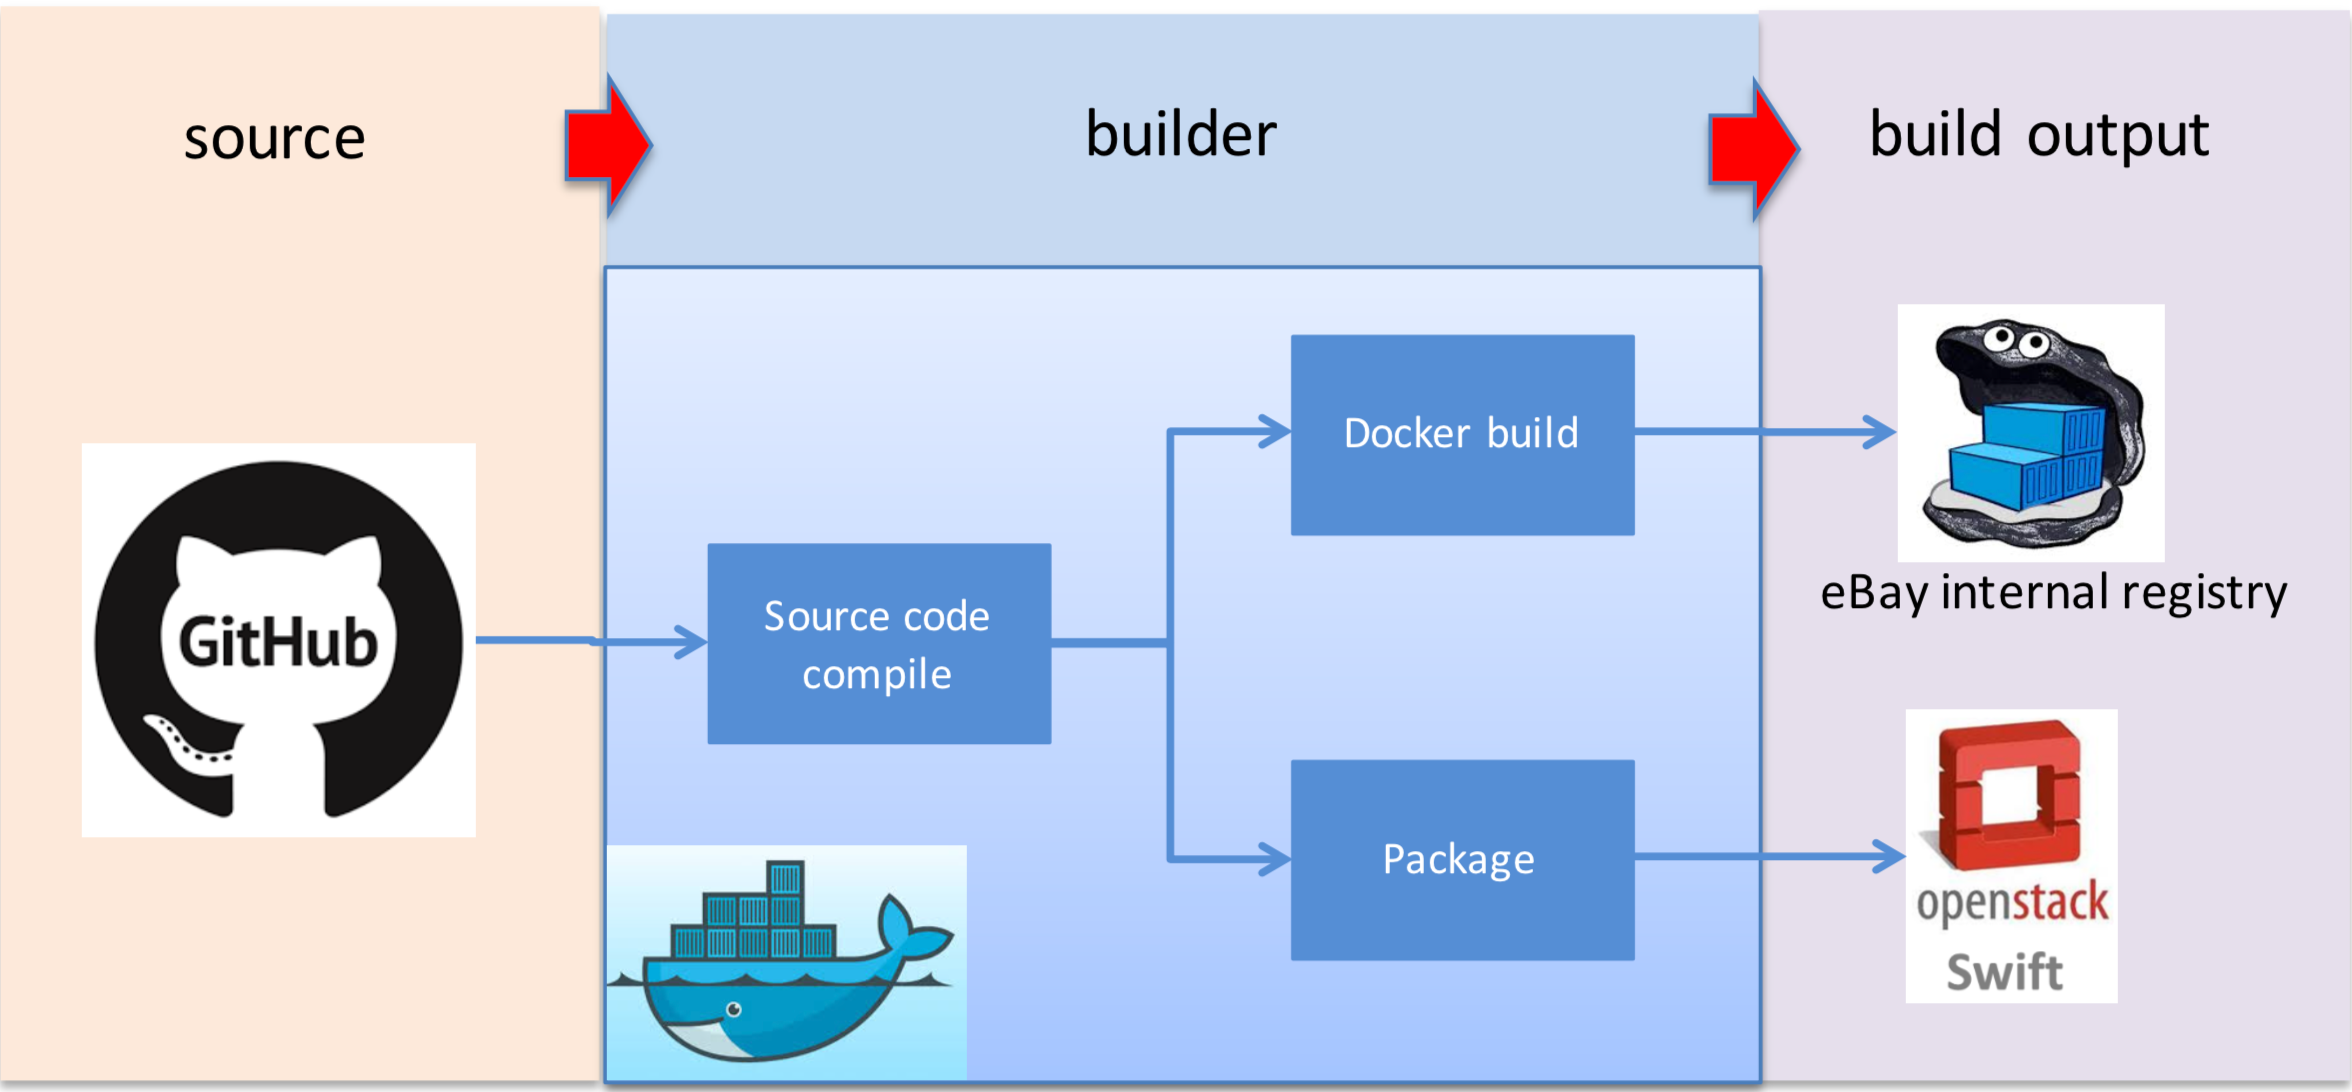 source
builder
build output
GitHub
Source code
compile
Docker build
Package
eBay internal registry
openstack
Swift